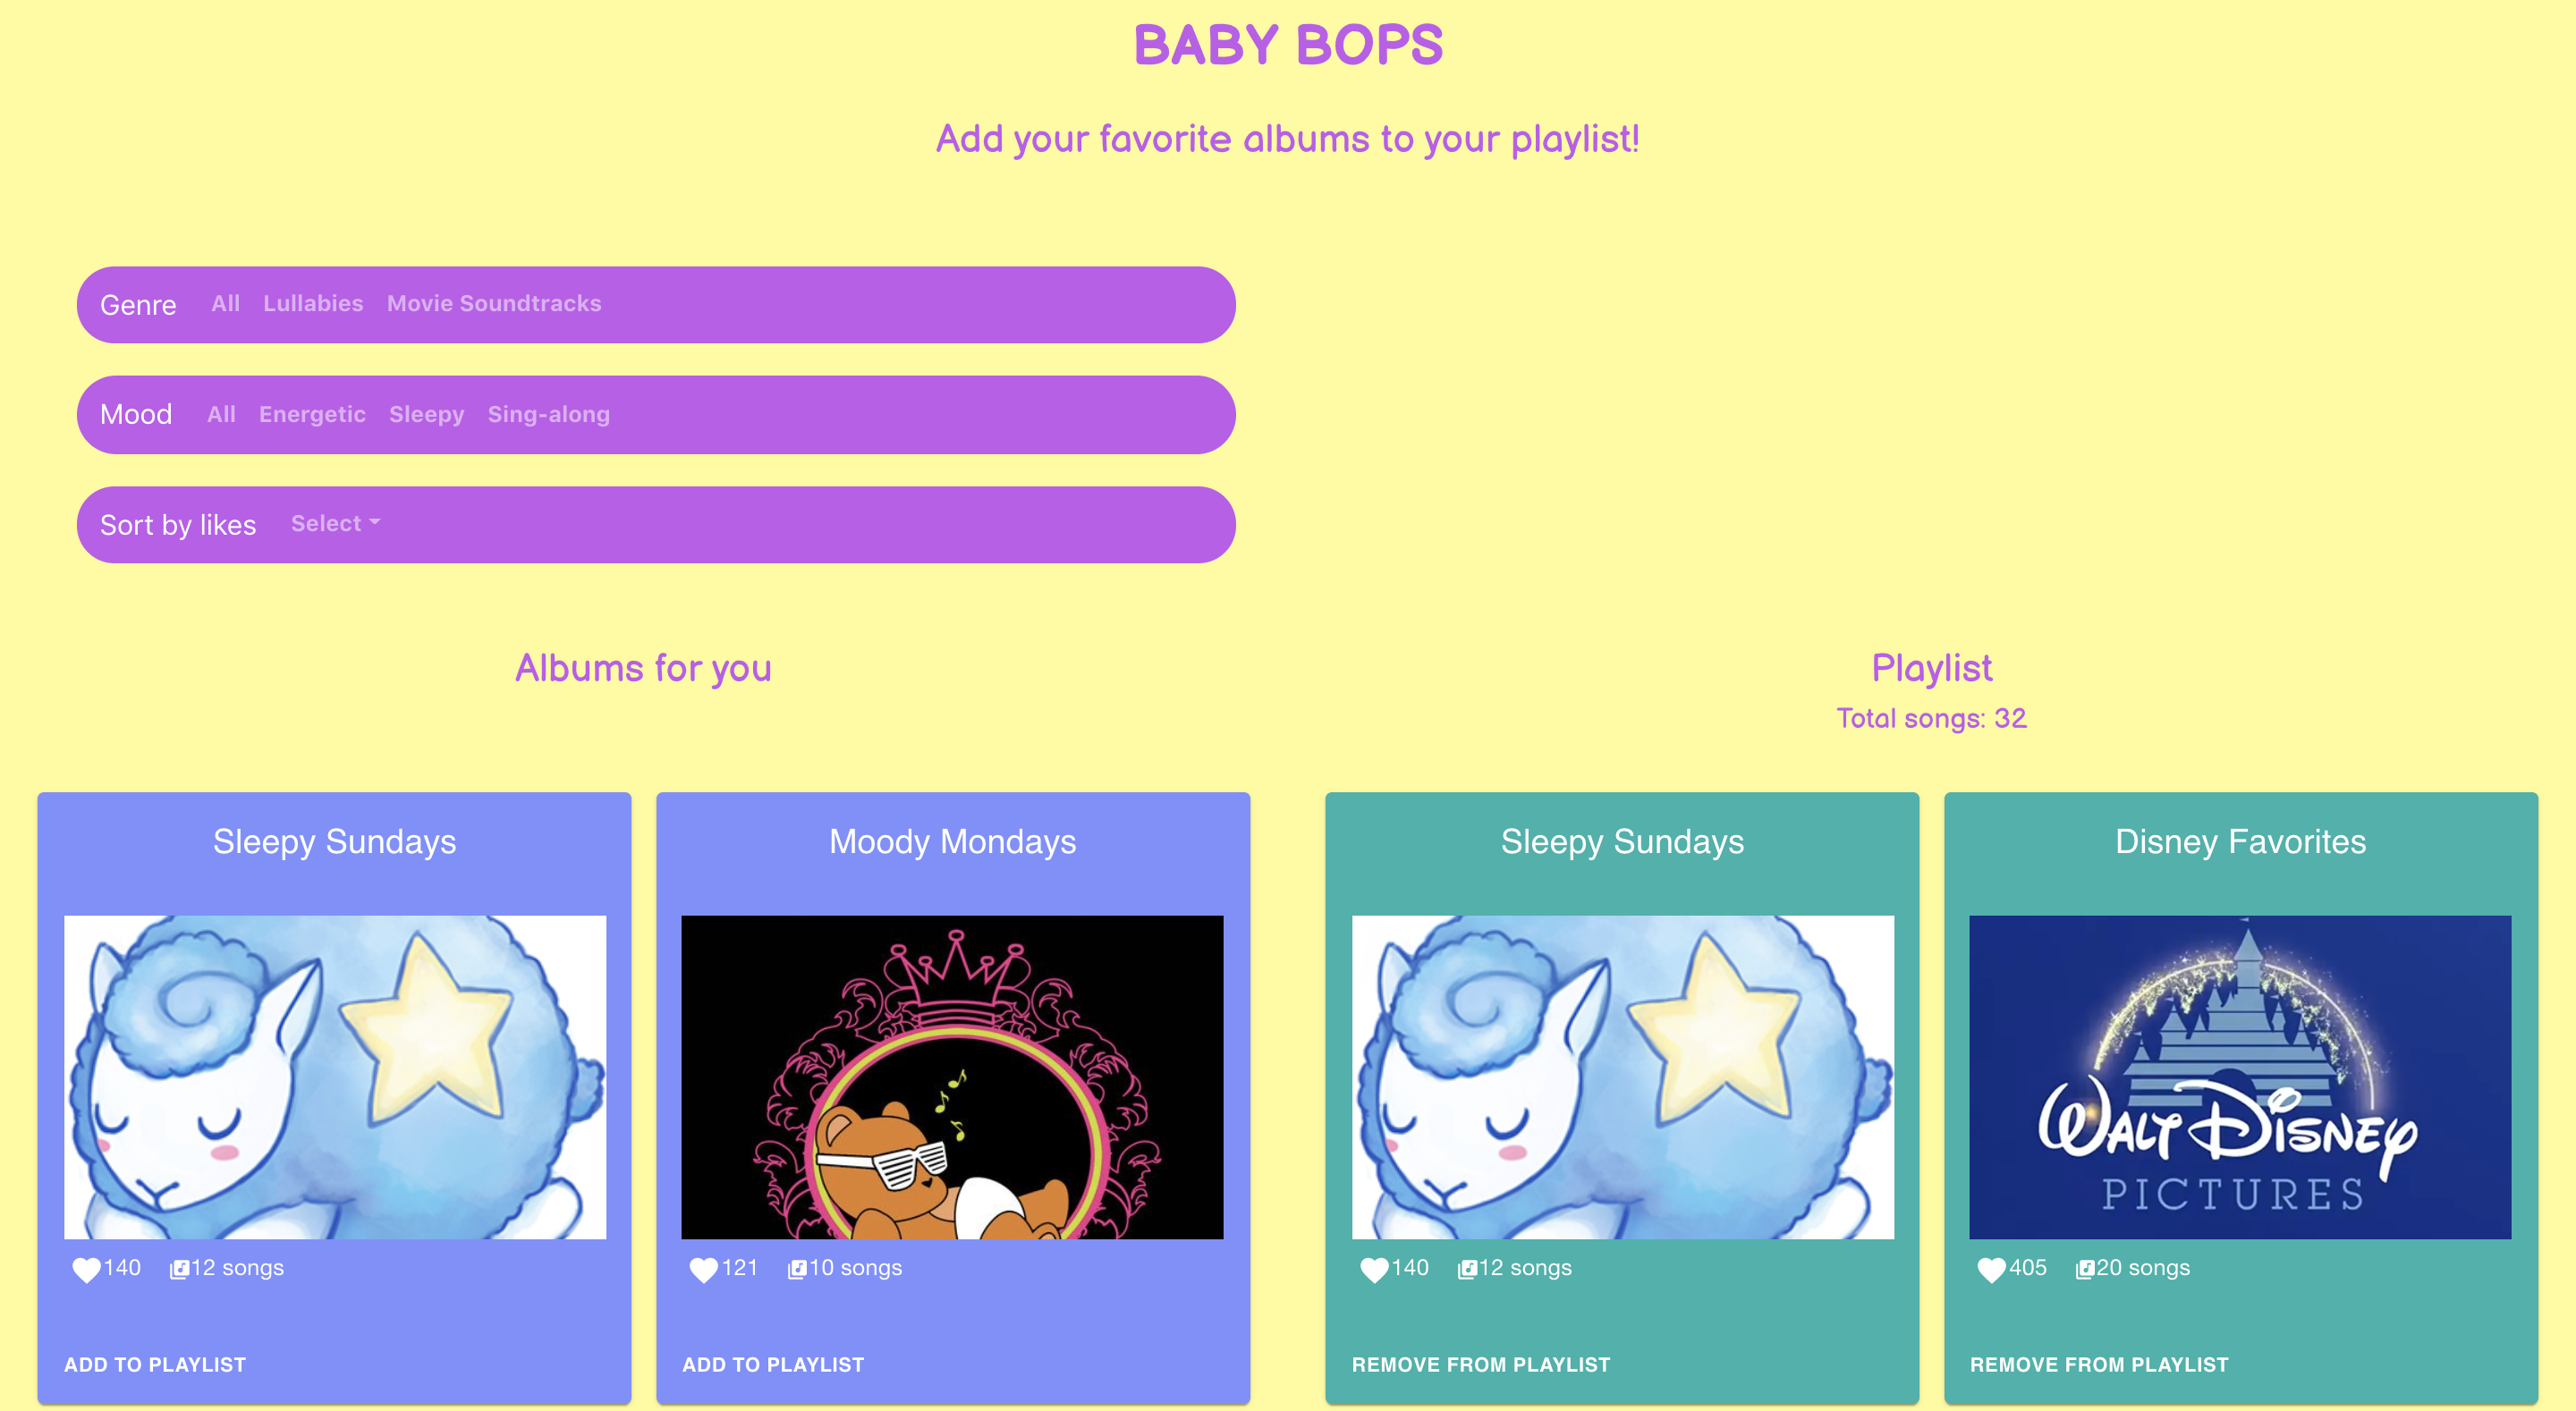 BABY BOPS
Add your favorite albums to your playlist!
Genre All Lullabies Movie Soundtracks
Mood All Energetic Sleepy Sing-along
Sort by likes Select
Albums for you
Playlist
Total songs: 32
Sleepy Sundays
140 12 songs
ADD TO PLAYLIST
Moody Mondays
121 10 songs
ADD TO PLAYLIST
Sleepy Sundays
140 12 songs
REMOVE FROM PLAYLIST
Disney Favorites
WALT DISNEY
PICTURES
405 20 songs
REMOVE FROM PLAYLIST